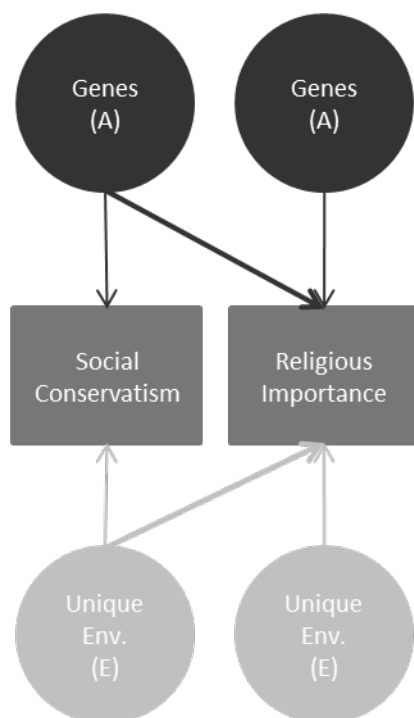 Genes
(A)
Genes
(A)
Social
Conservatism
Religious
Importance
Unique
Env.
(E)
Unique
Env.
(E)